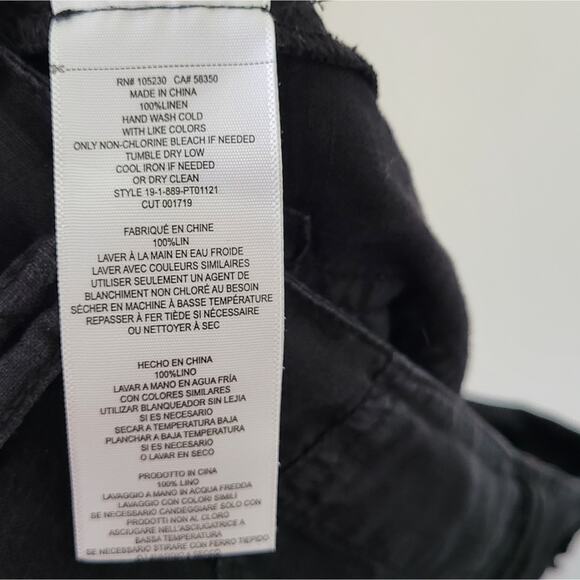 RN# 105230 CA# 58350
MADE IN CHINA
100%LINEN
HAND WASH COLD
WITH LIKE COLORS
ONLY NON-CHLORINE BLEACH IF NEEDED
TUMBLE DRY LOW
COOL IRON IF NEEDED
OR DRY CLEAN
STYLE 19-1-889-PT01121
CUT 001719
FABRIQUÉ EN CHINE
100%LIN
LAVER À LA MAIN EN EAU FROIDE
LAVER AVEC COULEURS SIMILAIRES
UTILISER SEULEMENT UN AGENT DE
BLANCHIMENT NON CHLORÉ AU BESOIN
SÉCHER EN MACHINE À BASSE TEMPÉRATURE
REPASSER À FER TIÈDE SI NÉCESSAIRE
OU NETTOYER À SEC
HECHO EN CHINA
100%LINO
LAVAR A MANO EN AGUA FRÍA
CON COLORES SIMILARES
UTILIZAR BLANQUEADOR SIN LEJIA
SI ES NECESARIO
SECAR A TEMPERATURA BAJA
PLANCHAR A BAJA TEMPERATURA
SI ES NECESARIO
O LAVAR EN SECO
PRODOTTO IN CINA
100% LINO
LAVAGGIO A MANO IN ACQUA FREDDA
LAVAGGIO CON COLORI SIMILI
SE NECESSARIO CANDEGGIARE SOLO CON
PRODOTTI NON AL CLORO
ASCIUGARE NELL'ASCIUGATRICE A
BASSA TEMPERATURA
SE NECESSARIO STIRARE CON FERRO TIEPIDO